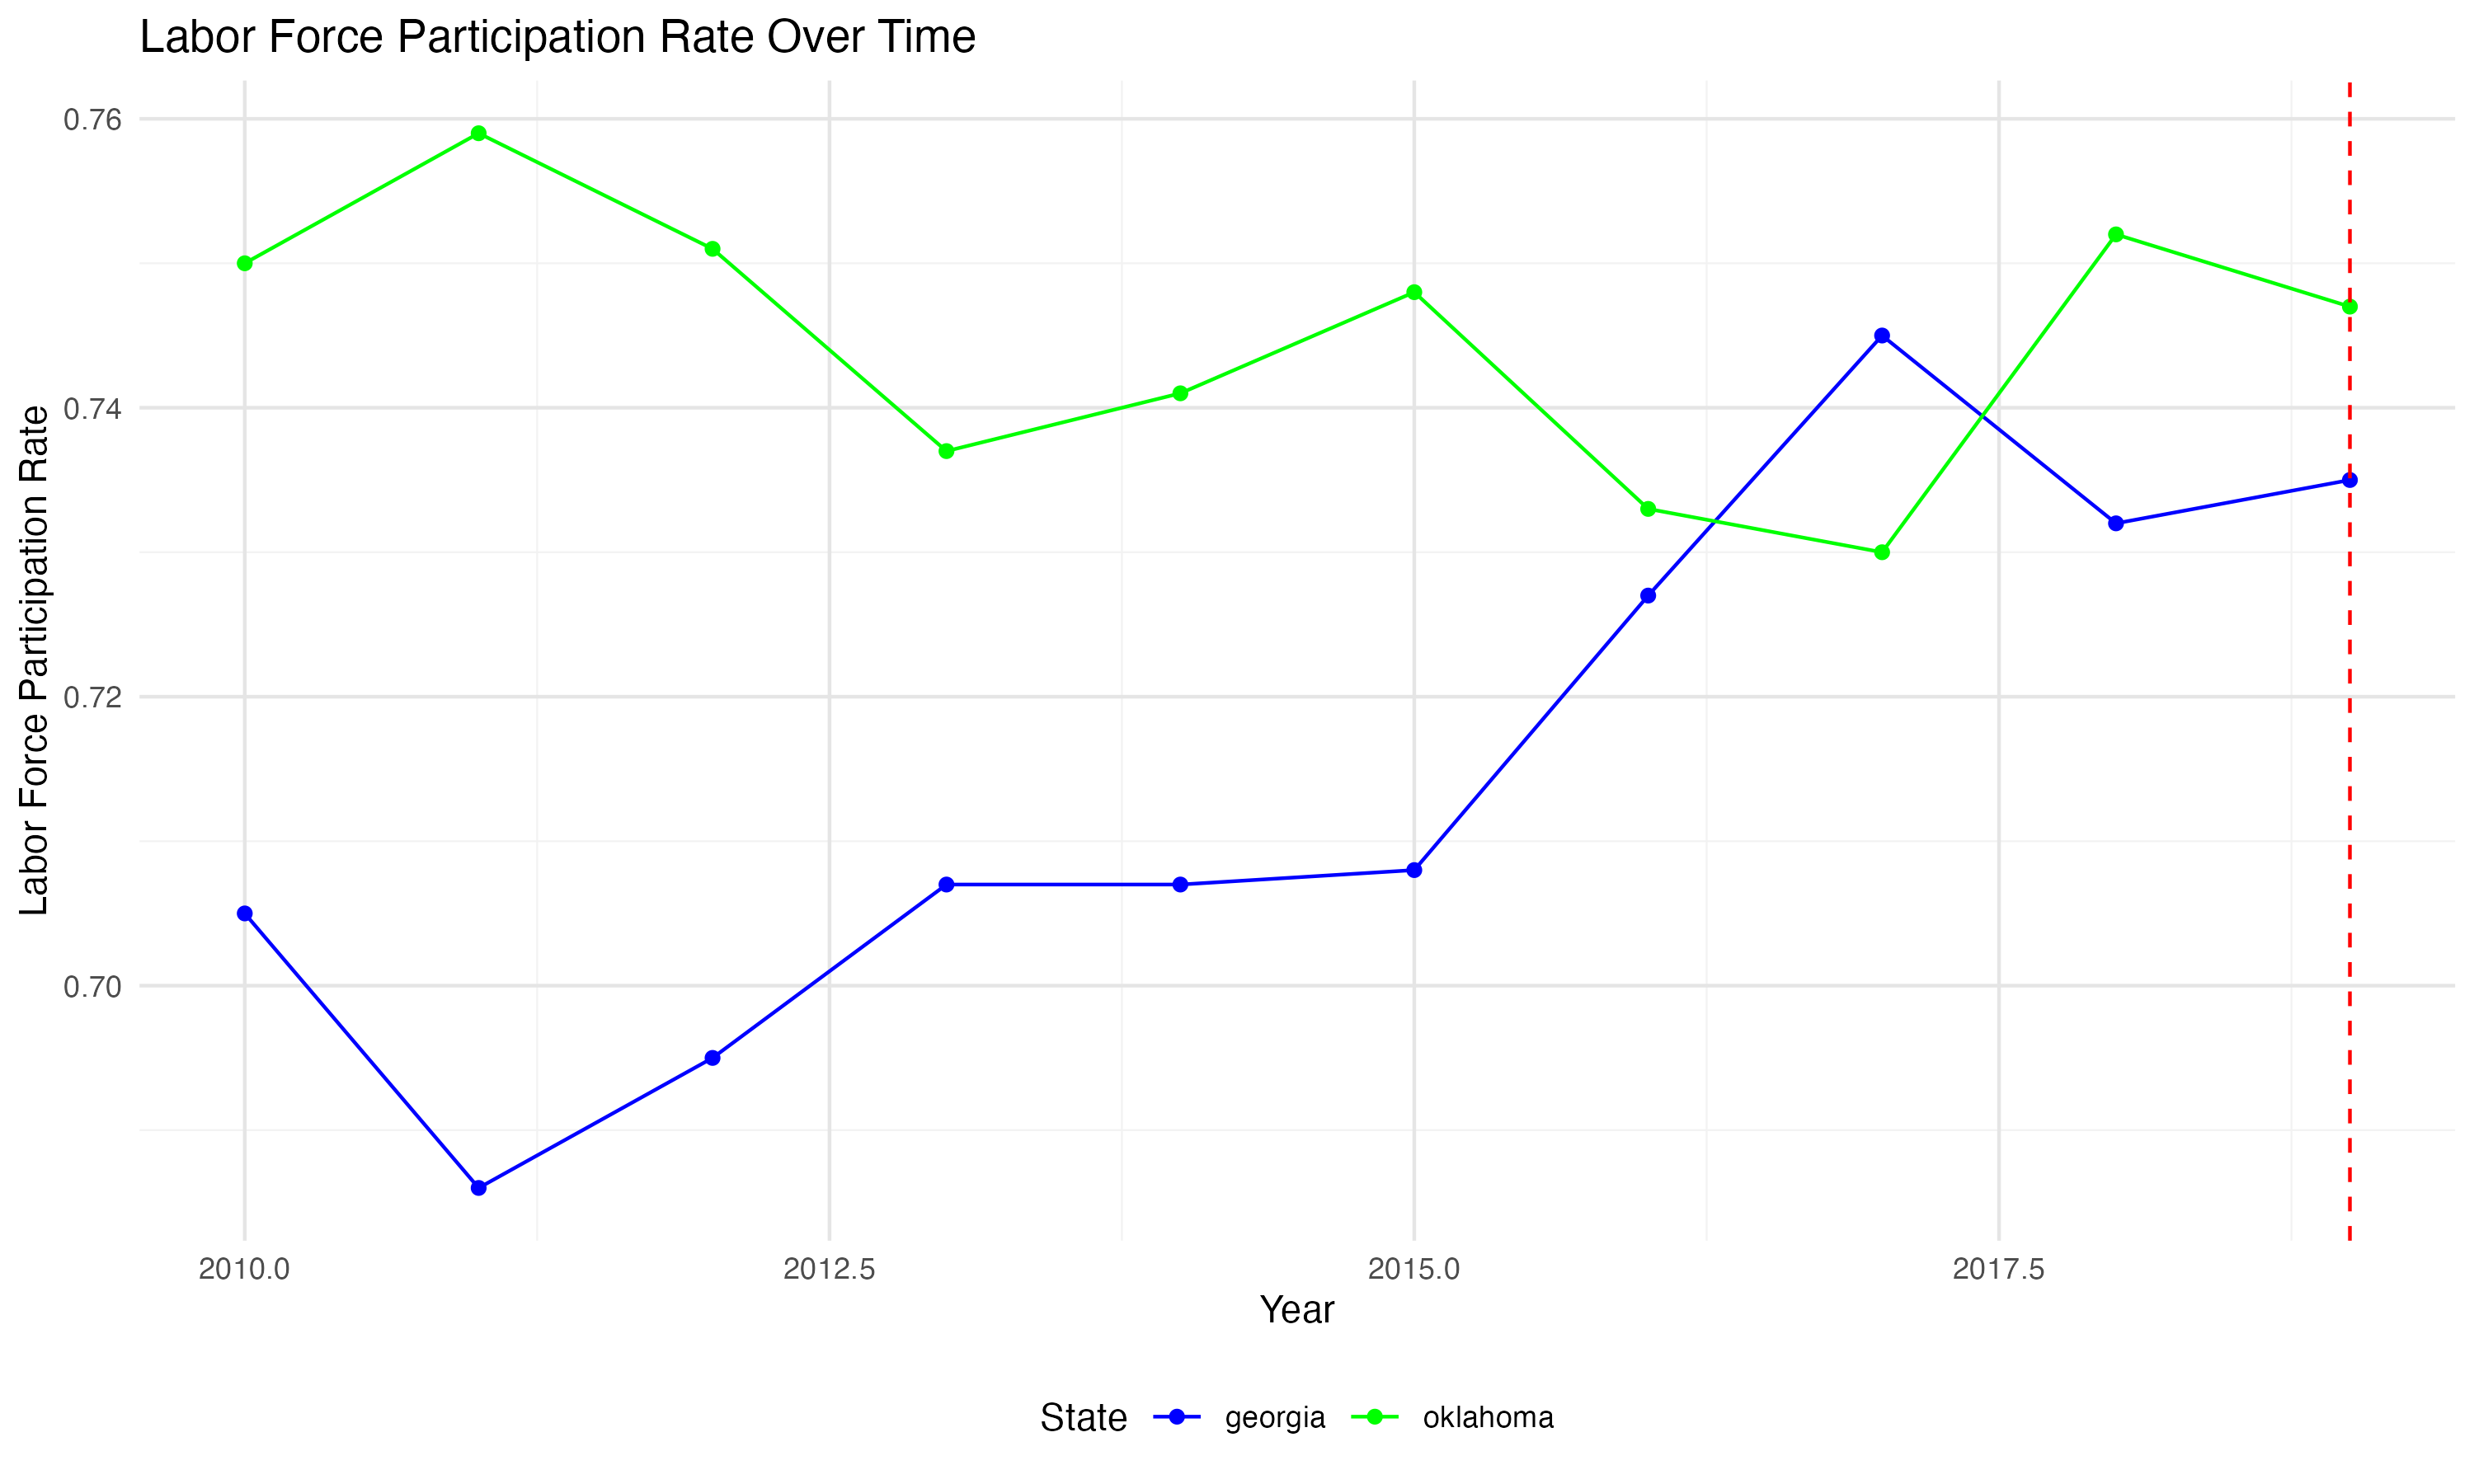 Labor Force Participation Rate Over Time
Labor Force Participation Rate
0.76
0.74
0.72
0.70
2010.0 2012.5 2015.0 2017.5
Year
State georgia oklahoma